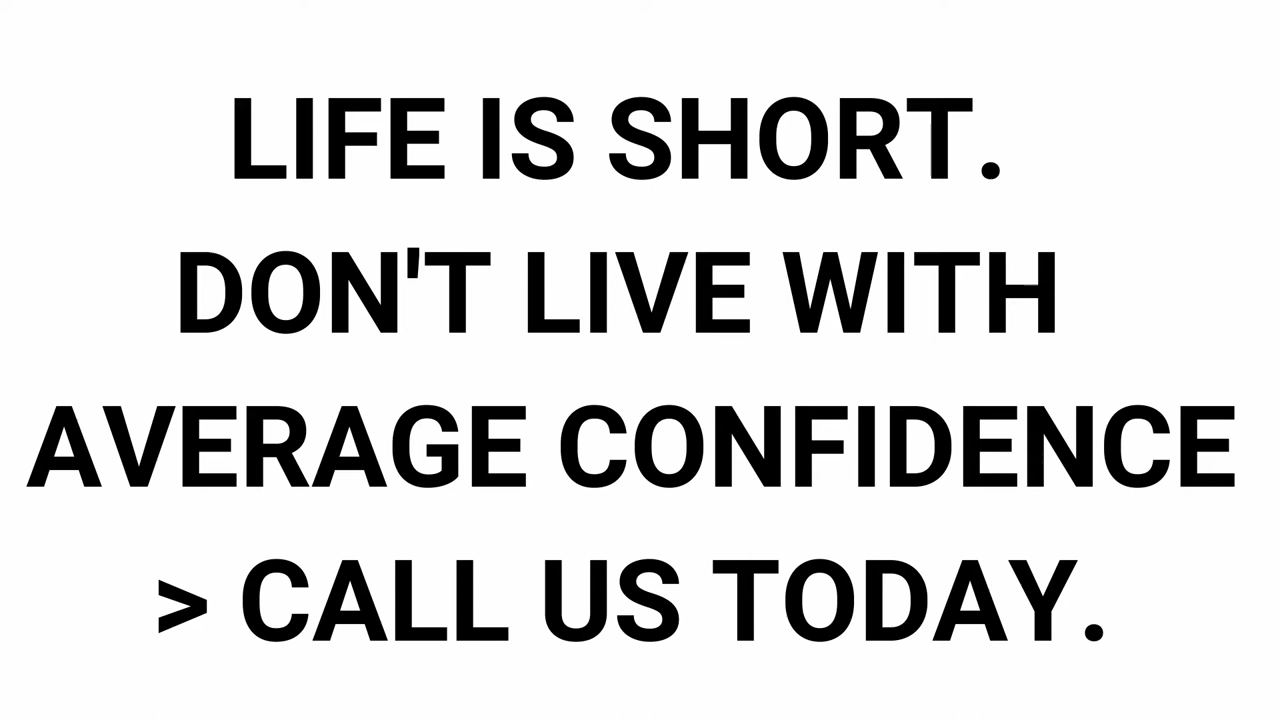 LIFE IS SHORT.
DON'T LIVE WITH
AVERAGE CONFIDENCE
> CALL US TODAY.